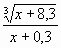 ∛(x + 8,3)
x + 0,3